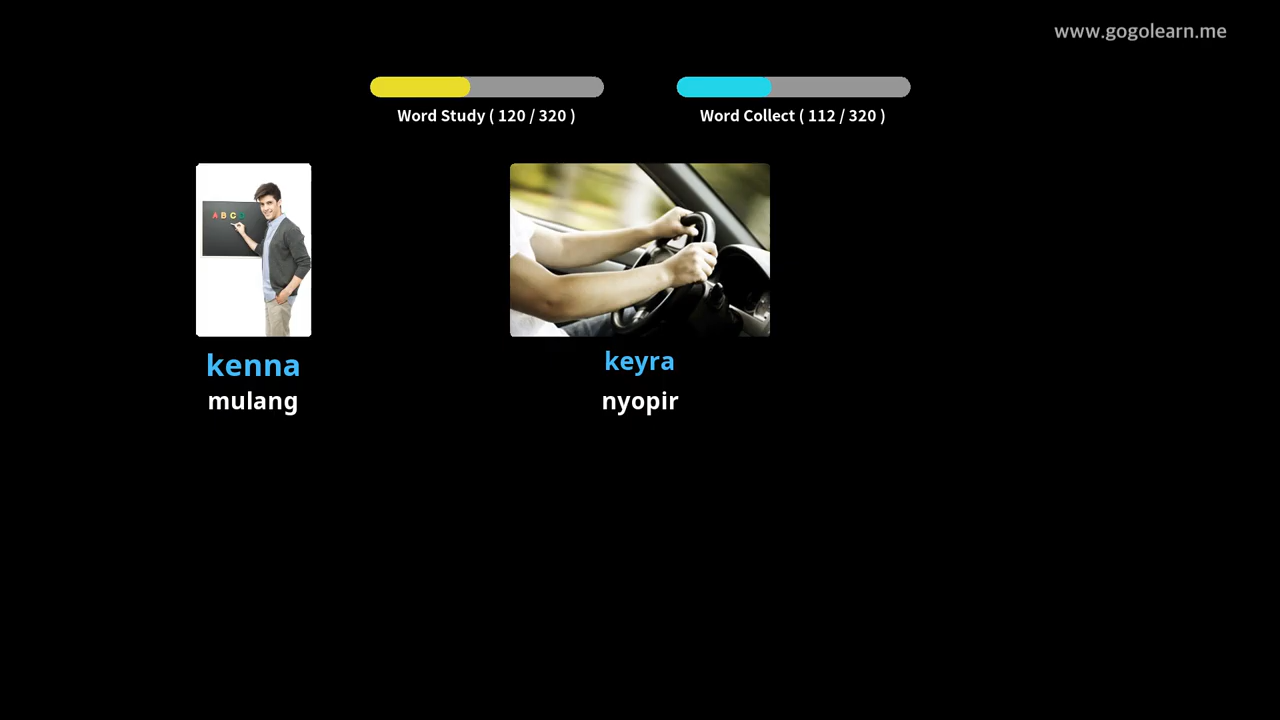 www.gogolearn.me
Word Study ( 120 / 320 )
Word Collect ( 112 / 320 )
A B C D
kenna
mulang
keyra
nyopir